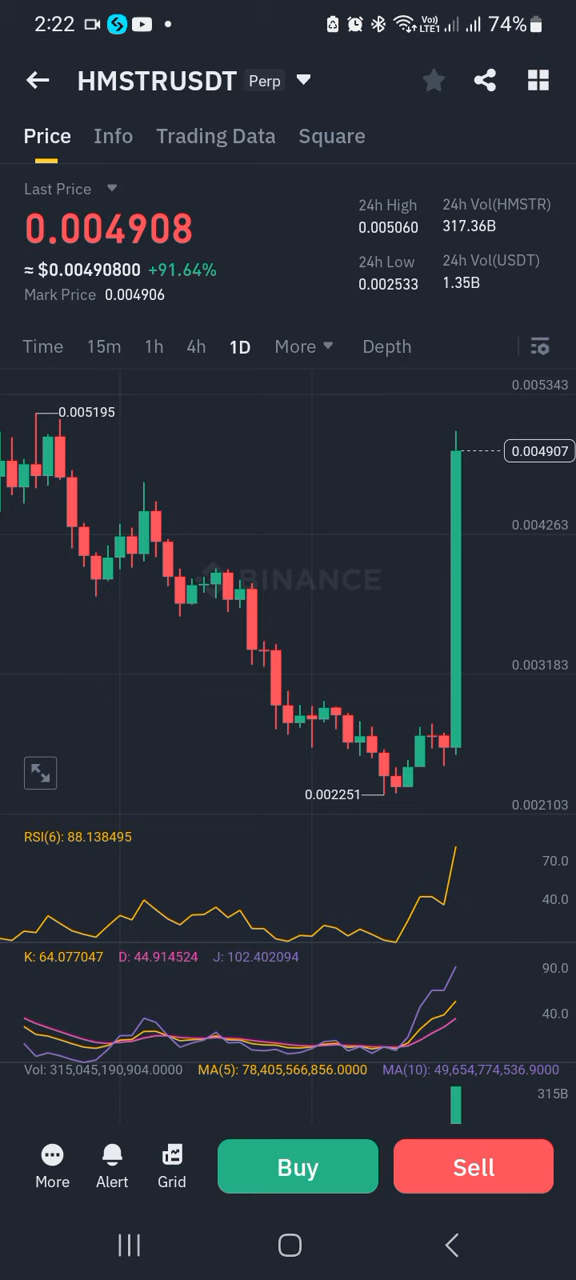 2:22 Vo)) LTE1 74%
HMSTRUSDT Perp
Price Info Trading Data Square
Last Price
0.004908
≈ $0.00490800 +91.64%
Mark Price 0.004906
24h High
0.005060
24h Vol(HMSTR)
317.36B
24h Low
0.002533
24h Vol(USDT)
1.35B
Time 15m 1h 4h 1D More Depth
0.005343
0.005195
0.004907
0.004263
BINANCE
0.003183
0.002251
0.002103
RSI(6): 88.138495
70.0
40.0
K: 64.077047 D: 44.914524 J: 102.402094
90.0
40.0
Vol: 315,045,190,904.0000 MA(5): 78,405,566,856.0000 MA(10): 49,654,774,536.9000
315B
More Alert Grid Buy Sell